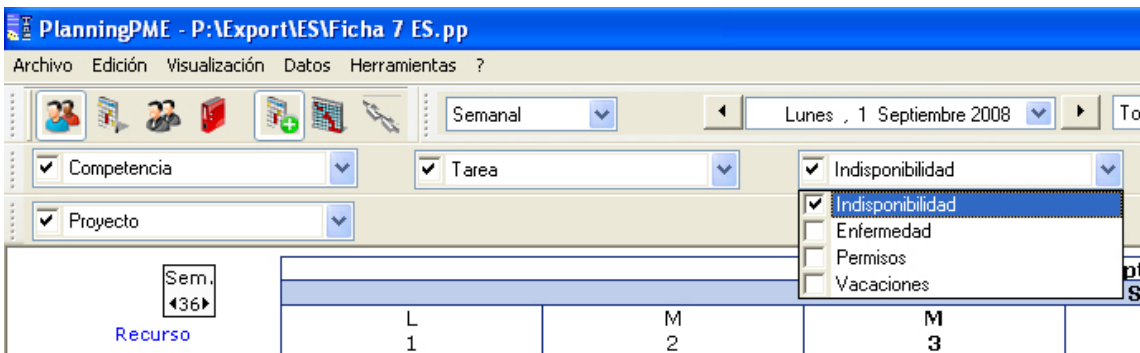 PlanningPME - P:\Export\ES\Ficha 7 ES.pp
Archivo Edición Visualización Datos Herramientas ?
Semanal Lunes , 1 Septiembre 2008 To
Competencia Tarea Indisponibilidad
Indisponibilidad
Proyecto
Enfermedad
Permisos
Vacaciones
Sem.
36
Recurso
L M M
1 2 3